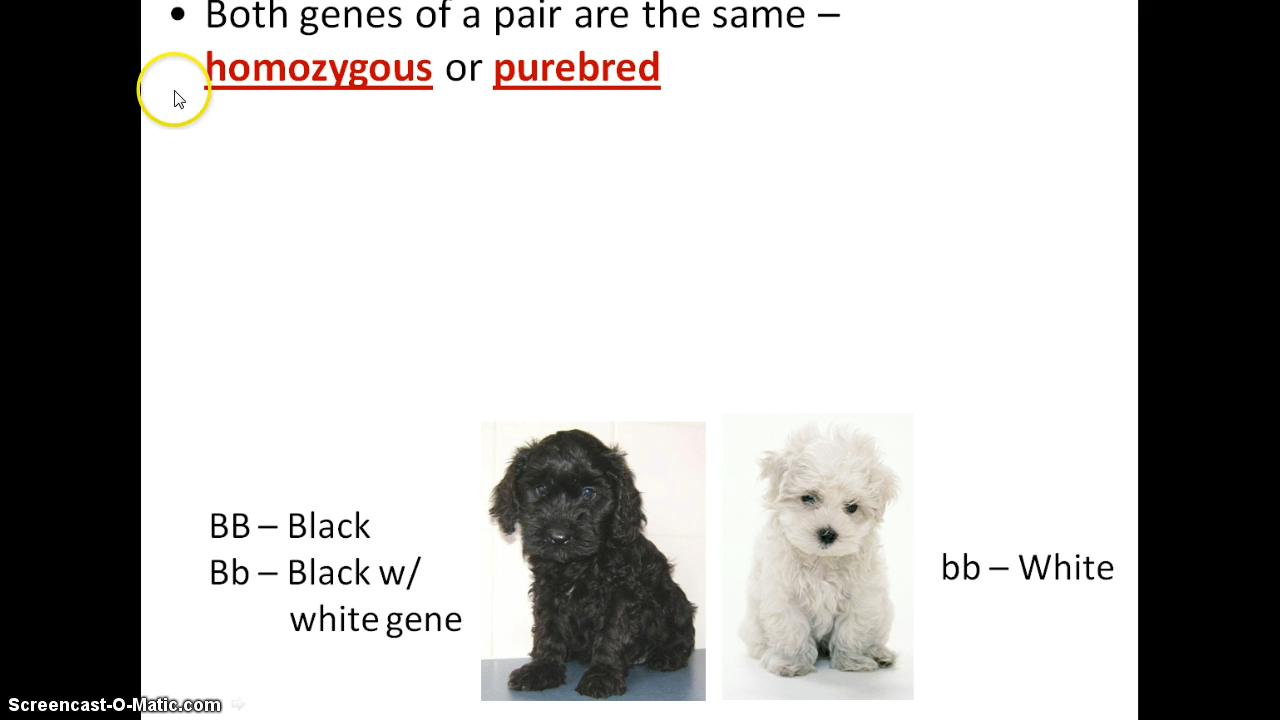 • Both genes of a pair are the same –
homozygous or purebred
BB – Black
Bb – Black w/
white gene
bb – White
Screencast-O-Matic.com